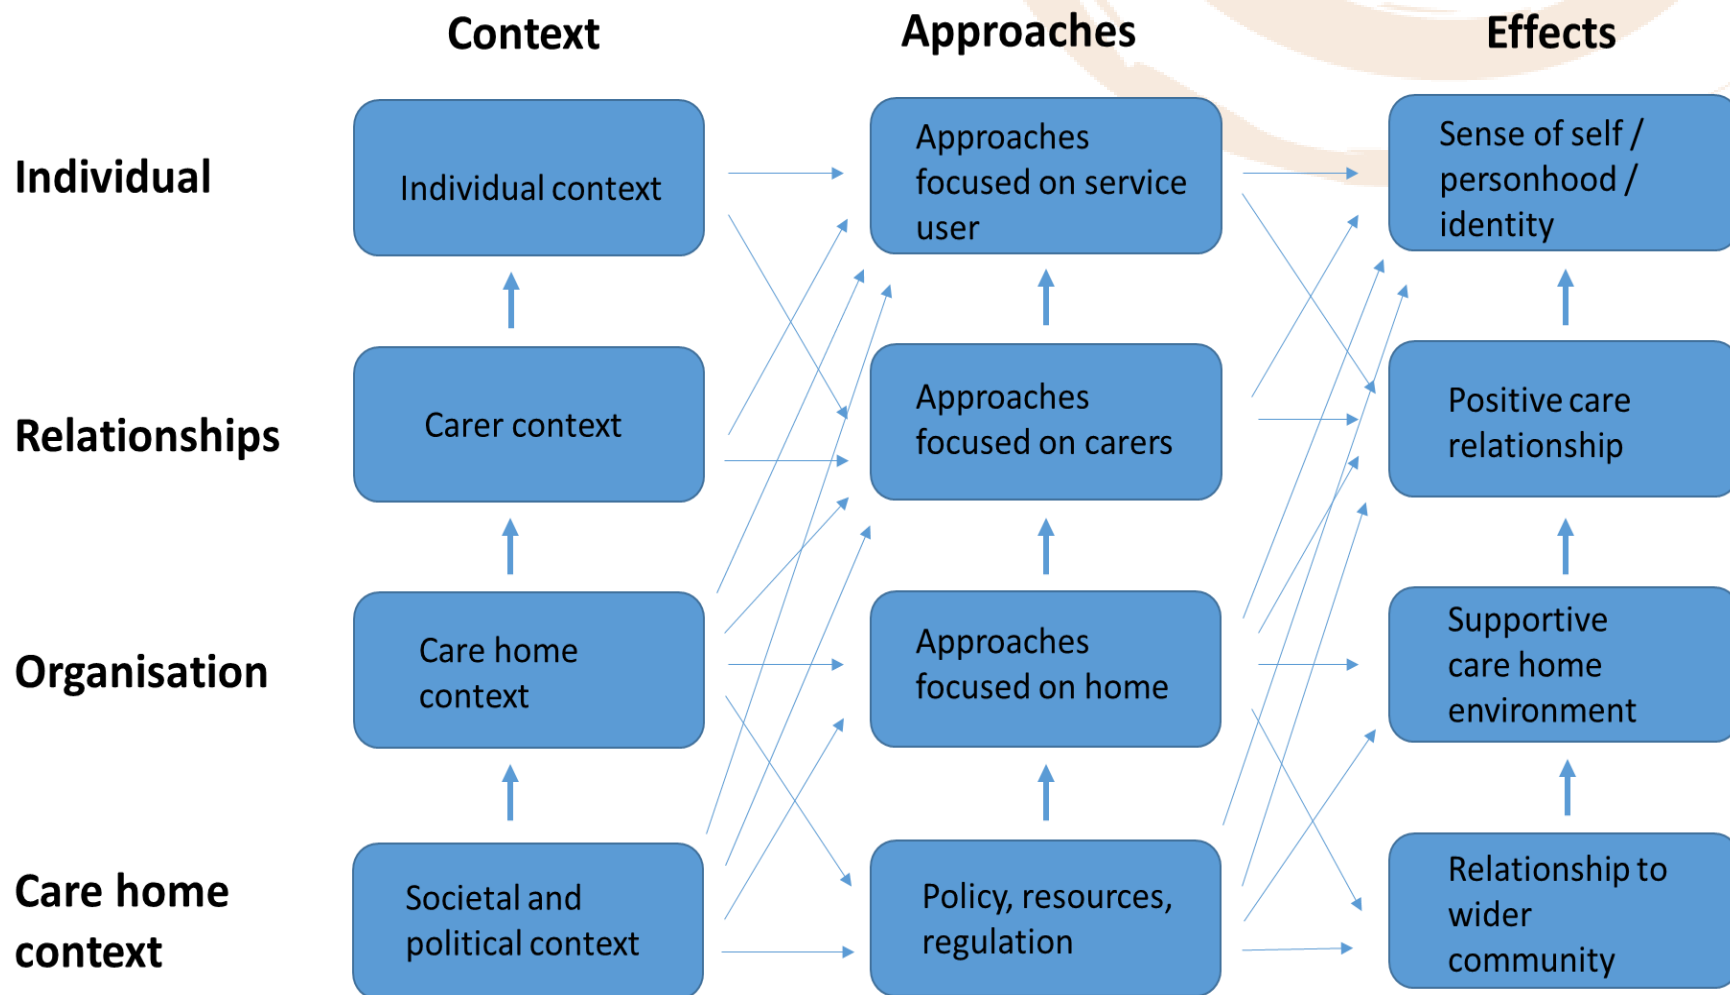 Context
Approaches
Effects
Individual
Individual context
Approaches
focused on service
user
Sense of self /
personhood /
identity
Relationships
Carer context
Approaches
focused on carers
Positive care
relationship
Organisation
Care home
context
Approaches
focused on home
Supportive
care home
environment
Care home
context
Societal and
political context
Policy, resources,
regulation
Relationship to
wider
community